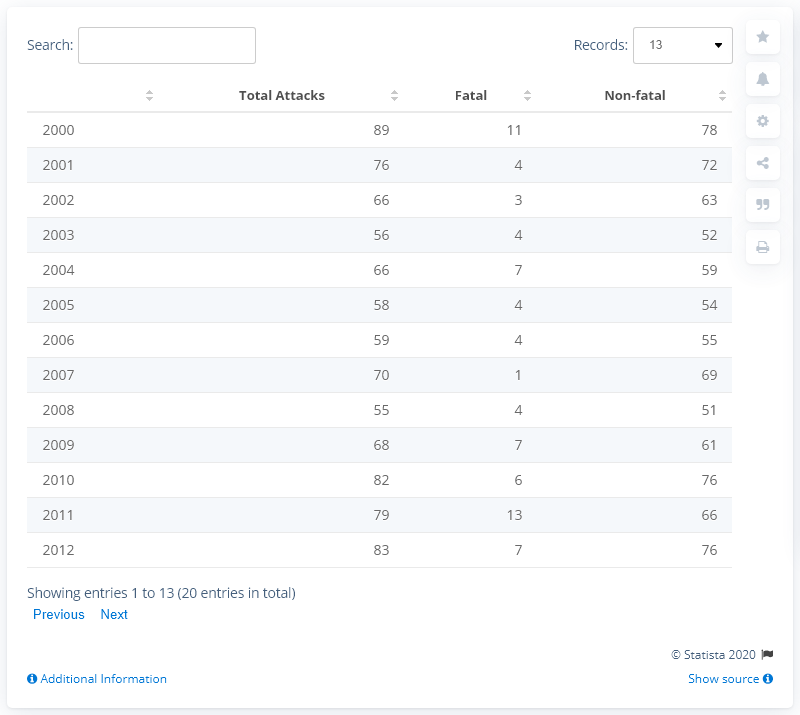 Search: Records: 13
Total Attacks Fatal Non-fatal
2000 89 11 78
2001 76 4 72
2002 66 3 63
2003 56 4 52
2004 66 7 59
2005 58 4 54
2006 59 4 55
2007 70 1 69
2008 55 4 51
2009 68 7 61
2010 82 6 76
2011 79 13 66
2012 83 7 76
Showing entries 1 to 13 (20 entries in total)
Previous Next
© Statista 2020
Additional Information Show source